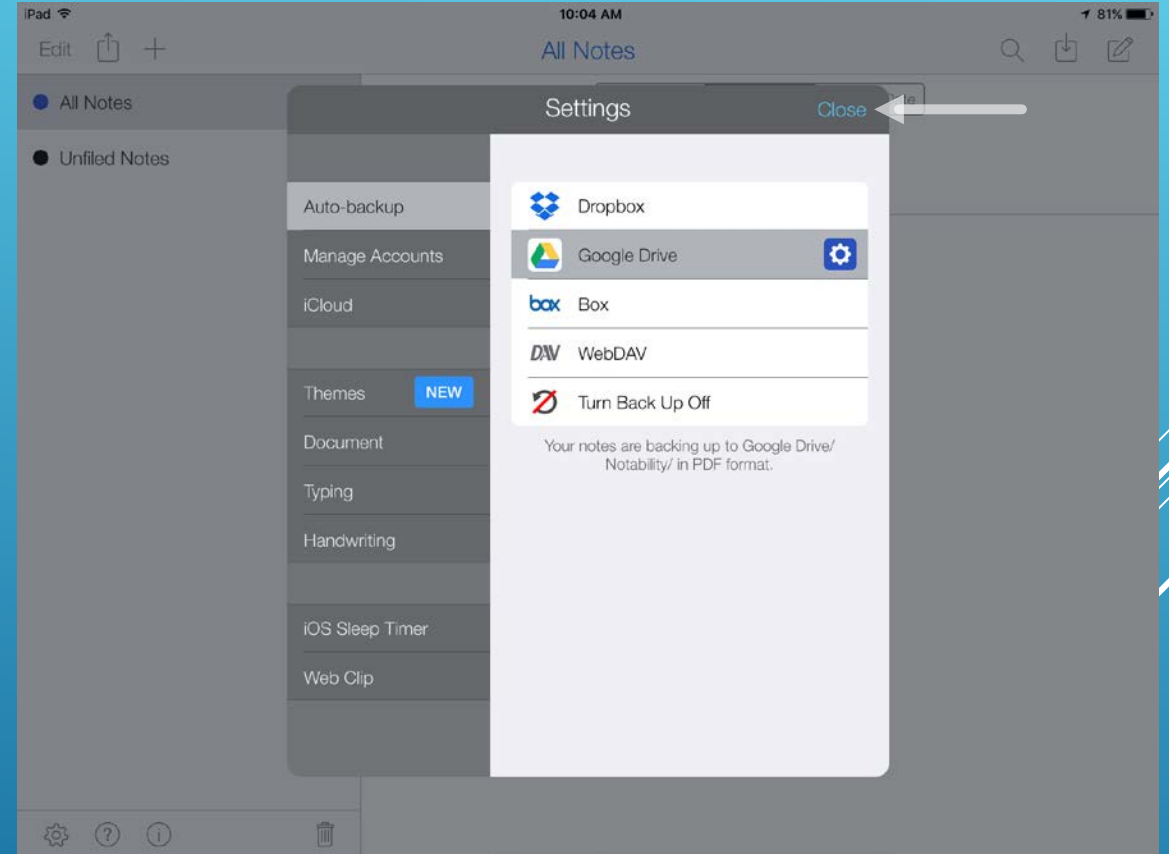 iPad 10:04 AM 81%
Edit All Notes
All Notes
Unfiled Notes
Settings Close
Auto-backup
Manage Accounts
iCloud
Themes NEW
Document
Typing
Handwriting
iOS Sleep Timer
Web Clip
Dropbox
Google Drive
box Box
DAV WebDAV
Turn Back Up Off
Your notes are backing up to Google Drive/
Notability/ in PDF format.